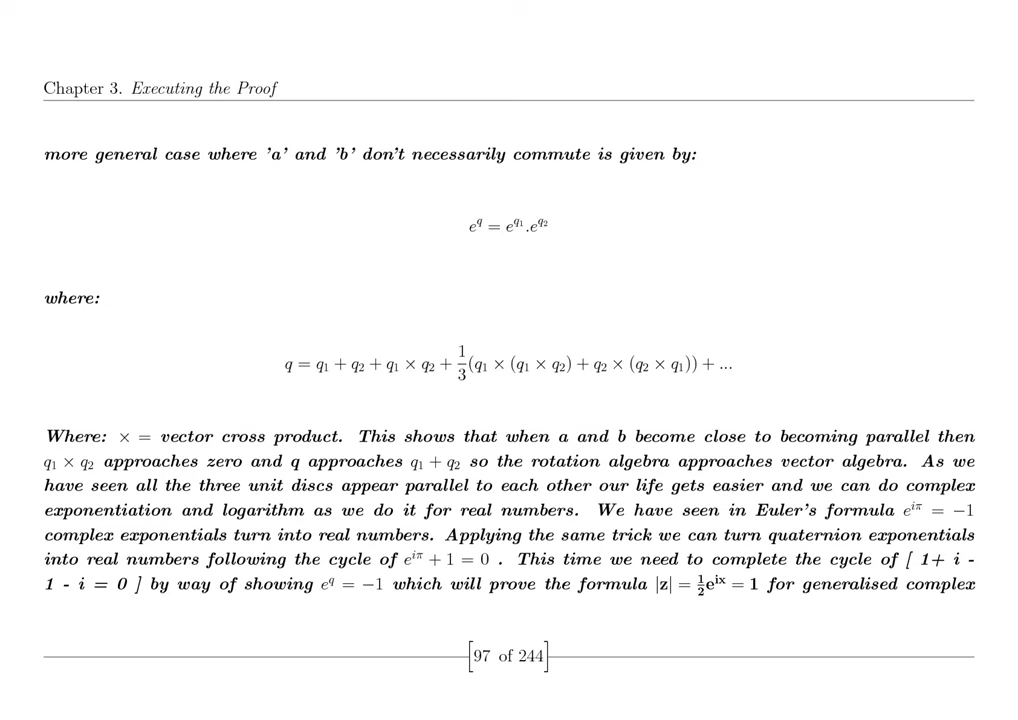 Chapter 3. Executing the Proof
more general case where 'a' and 'b' don't necessarily commute is given by:
e^q = e^{q_1}.e^{q_2}
where:
q = q_1 + q_2 + q_1 × q_2 + \frac{1}{3}(q_1 × (q_1 × q_2) + q_2 × (q_2 × q_1)) + ...
Where: × = vector cross product. This shows that when a and b become close to becoming parallel then
q_1 × q_2 approaches zero and q approaches q_1 + q_2 so the rotation algebra approaches vector algebra. As we
have seen all the three unit discs appear parallel to each other our life gets easier and we can do complex
exponentiation and logarithm as we do it for real numbers. We have seen in Euler's formula e^{iπ} = −1
complex exponentials turn into real numbers. Applying the same trick we can turn quaternion exponentials
into real numbers following the cycle of e^{iπ} + 1 = 0 . This time we need to complete the cycle of [ 1+ i -
1 - i = 0 ] by way of showing e^q = −1 which will prove the formula |z| = \frac{1}{2}e^{ix} = 1 for generalised complex
[97 of 244]